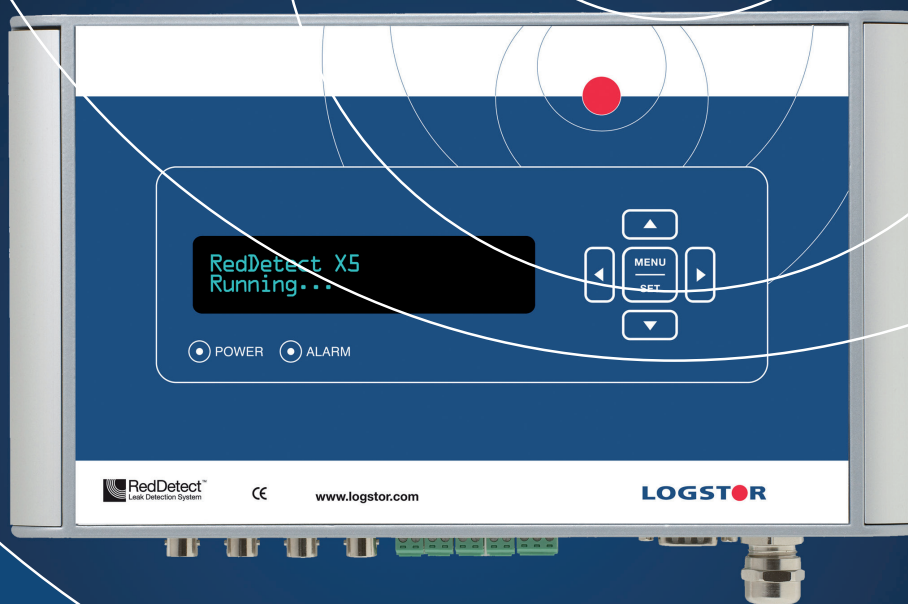 RedDetect X5
Running...
MENU
SET
POWER
ALARM
RedDetect™
Leak Detection System
CE
www.logstor.com
LOGSTOR